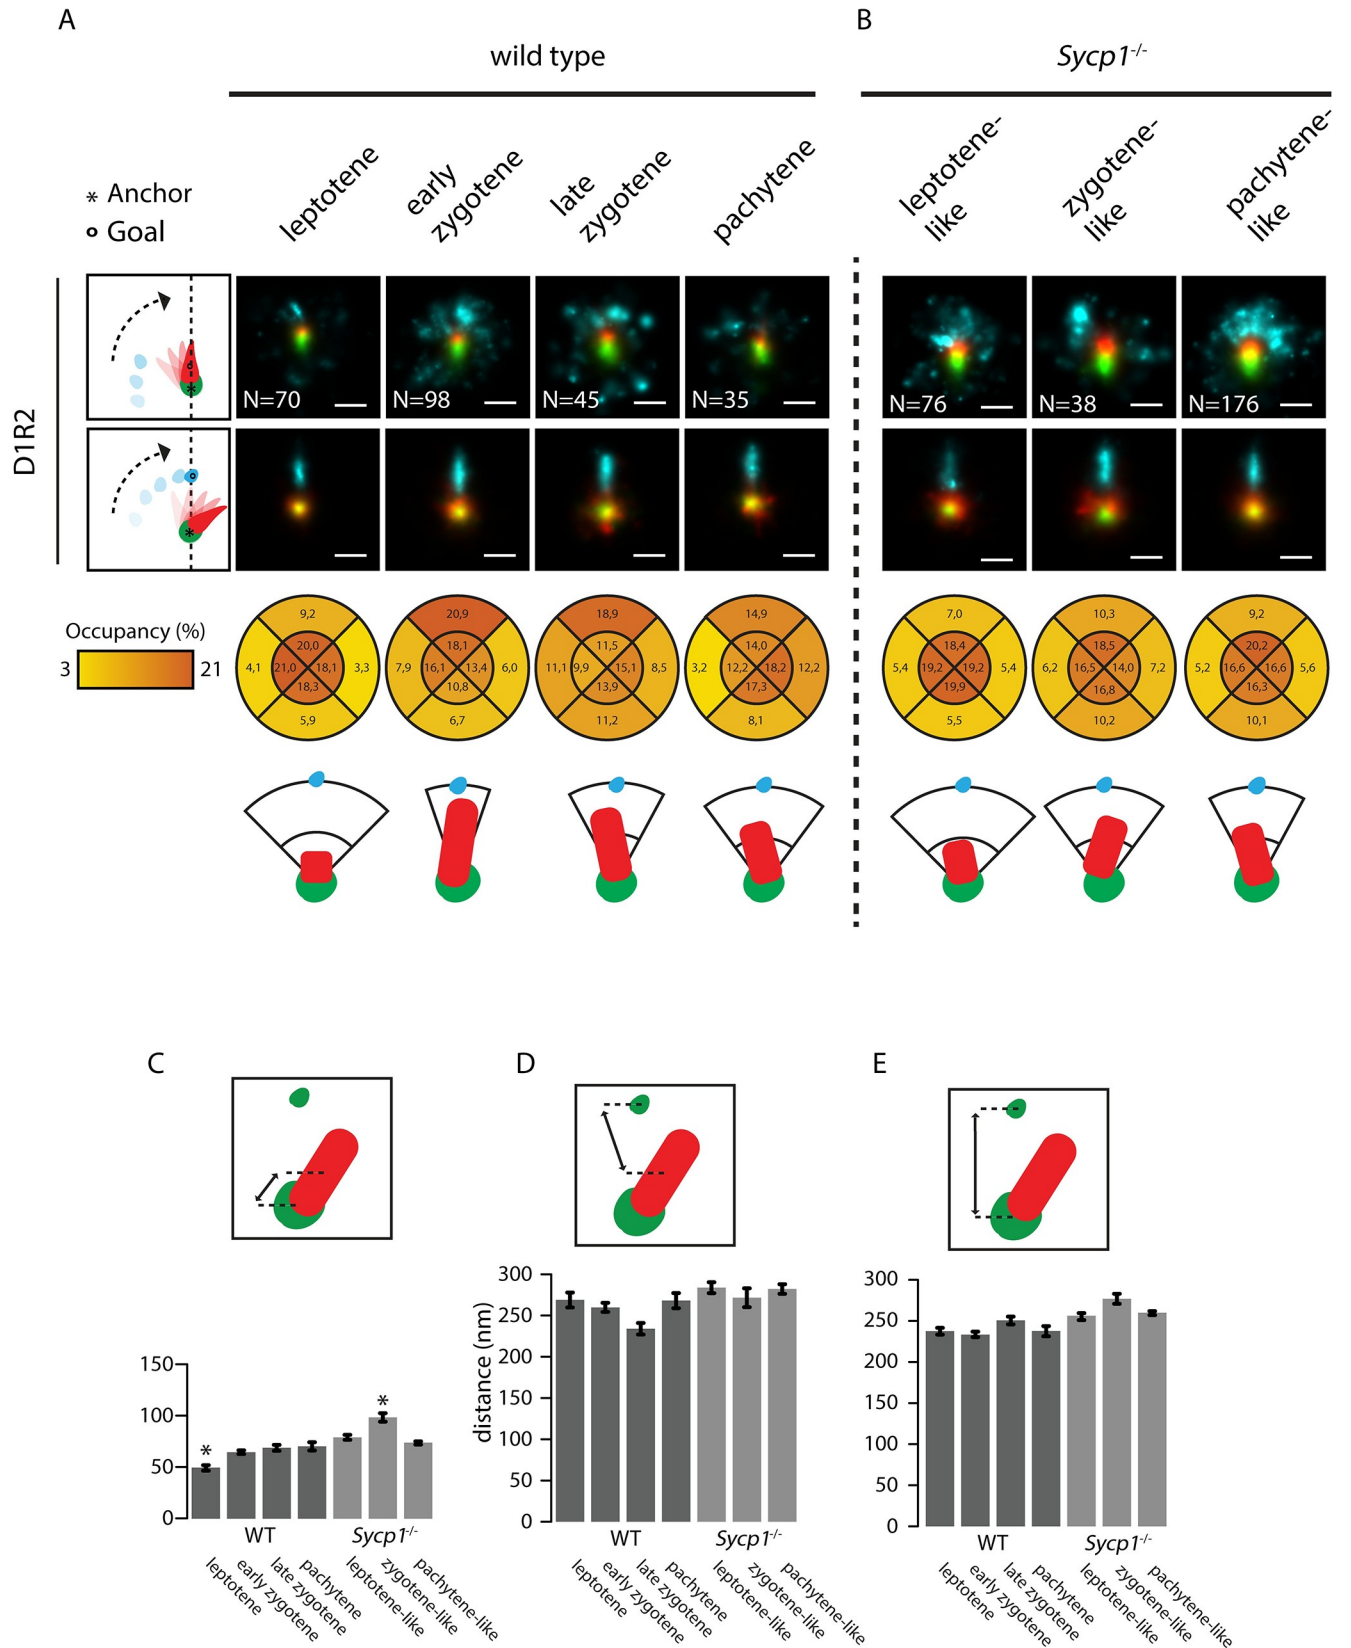 A
B
wild type
Sycp1-/-
leptotene
early
zygotene
late
zygotene
pachytene
leptotene-
like
zygotene-
like
pachytene-
like
* Anchor
o Goal
D1R2
N=70
N=98
N=45
N=35
N=76
N=38
N=176
Occupancy (%)
3
21
9,2
20,0
4,1
21,0
18,1
3,3
18,3
5,9
20,9
18,1
7,9
16,1
13,4
6,0
10,8
6,7
18,9
11,5
11,1
9,9
15,1
8,5
13,9
11,2
14,9
14,0
3,2
12,2
18,2
12,2
17,3
8,1
7,0
18,4
5,4
19,2
19,2
5,4
19,9
5,5
10,3
18,5
6,2
16,5
14,0
7,2
16,8
10,2
9,2
20,2
5,2
16,6
16,6
5,6
16,3
10,1
C
150
100
50
0
*
*
WT
Sycp1-/-
leptotene
early zygotene
late zygotene
pachytene
leptotene-like
zygotene-like
pachytene-like
D
distance (nm)
300
250
200
150
100
50
0
WT
Sycp1-/-
leptotene
early zygotene
late zygotene
pachytene
leptotene-like
zygotene-like
pachytene-like
E
300
250
200
150
100
50
0
WT
Sycp1-/-
leptotene
early zygotene
late zygotene
pachytene
leptotene-like
zygotene-like
pachytene-like